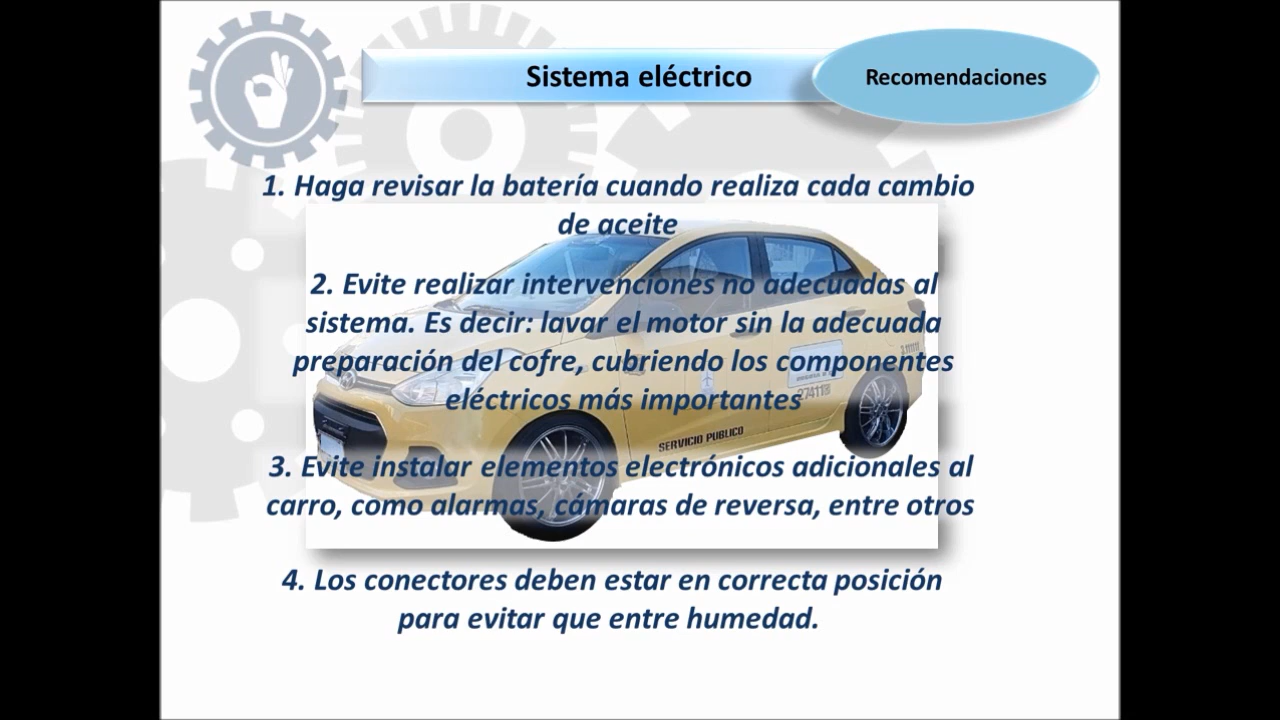 Sistema eléctrico
Recomendaciones
1. Haga revisar la batería cuando realiza cada cambio
de aceite
2. Evite realizar intervenciones no adecuadas al
sistema. Es decir: lavar el motor sin la adecuada
preparación del cofre, cubriendo los componentes
eléctricos más importantes
SERVICIO PUBLICO
3. Evite instalar elementos electrónicos adicionales al
carro, como alarmas, cámaras de reversa, entre otros
4. Los conectores deben estar en correcta posición
para evitar que entre humedad.